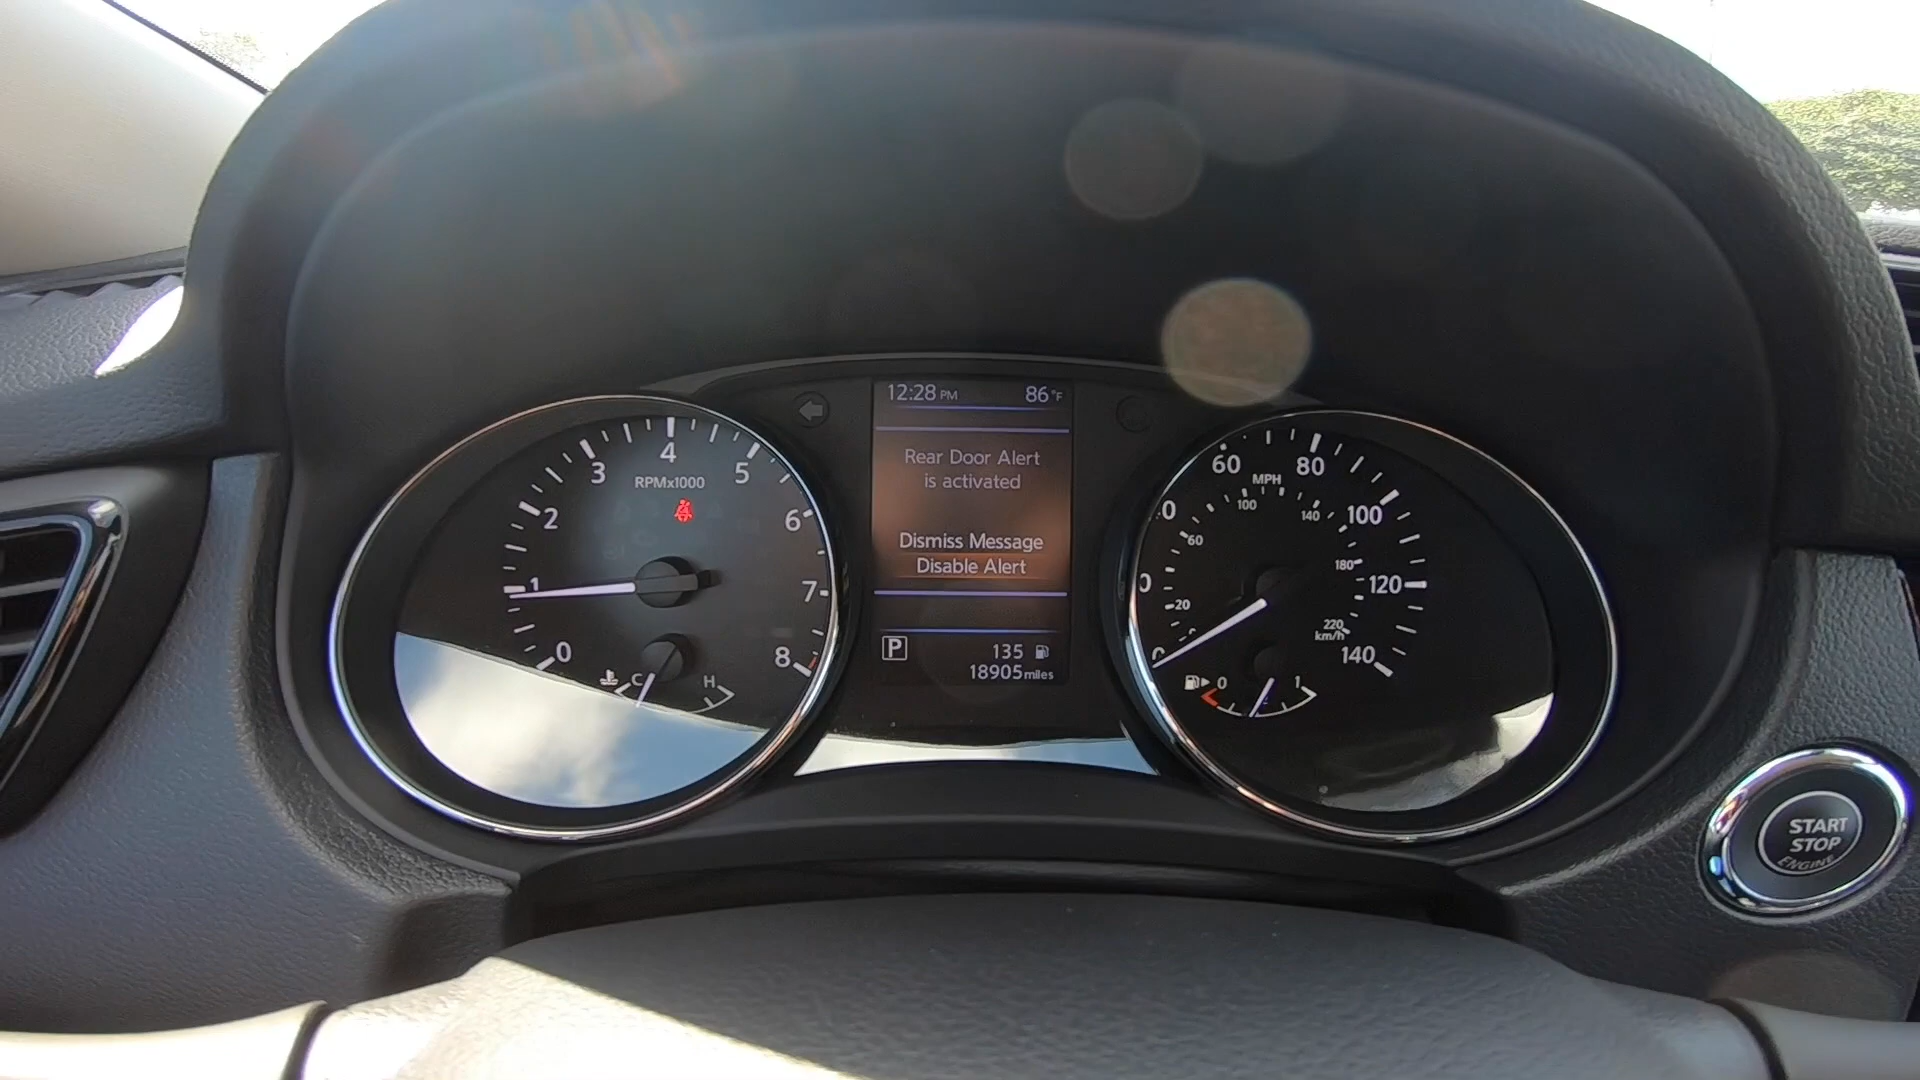 12:28 PM 86°F
Rear Door Alert
is activated
Dismiss Message
Disable Alert
P
135
18905 miles
0
1
2
3
4
5
6
7
8
RPMx1000
C H
60
80
100
120
140
MPH
20
60
100
140
180
220
km/h
0 1
START
STOP
ENGINE